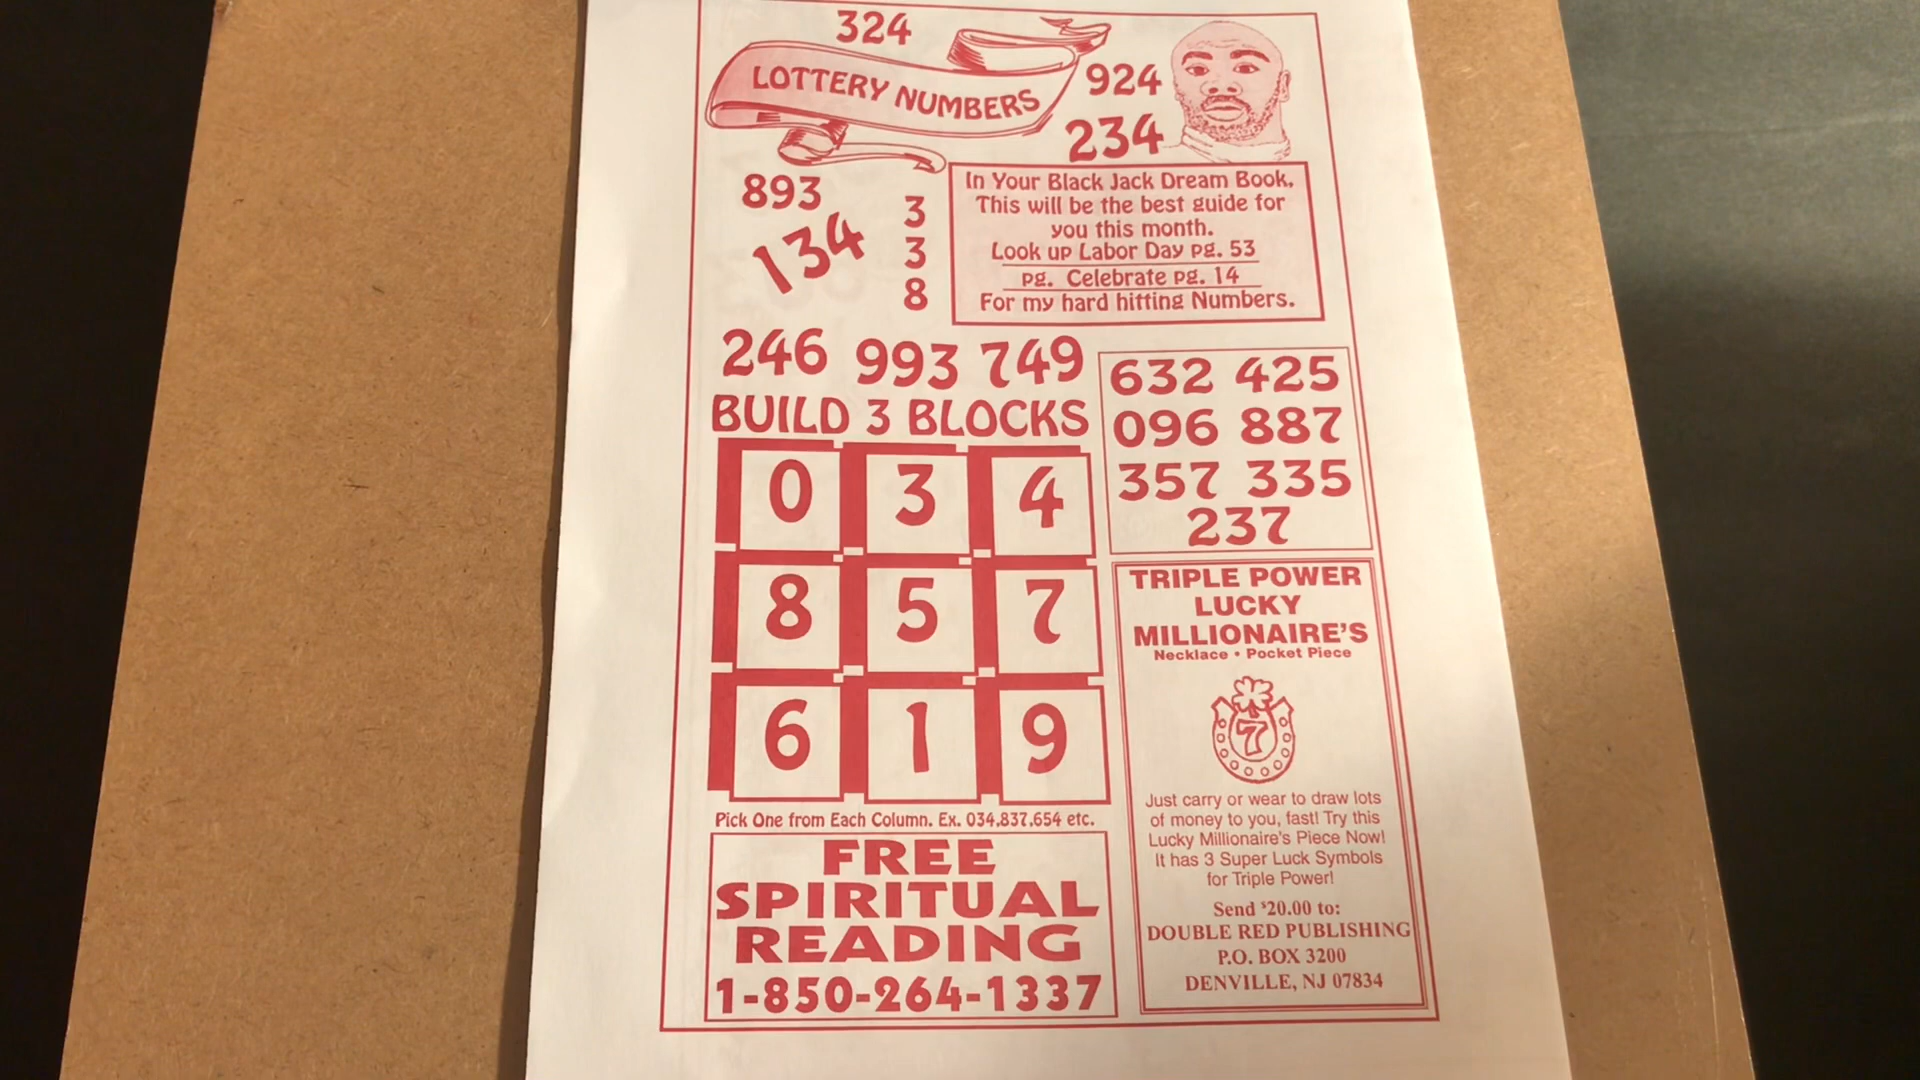 324
LOTTERY NUMBERS
924
234
893
134
3
3
8
In Your Black Jack Dream Book,
This will be the best guide for
you this month.
Look up Labor Day pg. 53
pg. Celebrate pg. 14
For my hard hitting Numbers.
246 993 749
BUILD 3 BLOCKS
0 3 4
8 5 7
6 1 9
Pick One from Each Column. Ex. 034,837,654 etc.
632 425
096 887
357 335
237
TRIPLE POWER
LUCKY
MILLIONAIRE'S
Necklace • Pocket Piece
7
Just carry or wear to draw lots
of money to you, fast! Try this
Lucky Millionaire's Piece Now!
It has 3 Super Luck Symbols
for Triple Power!
Send $20.00 to:
DOUBLE RED PUBLISHING
P.O. BOX 3200
DENVILLE, NJ 07834
FREE
SPIRITUAL
READING
1-850-264-1337